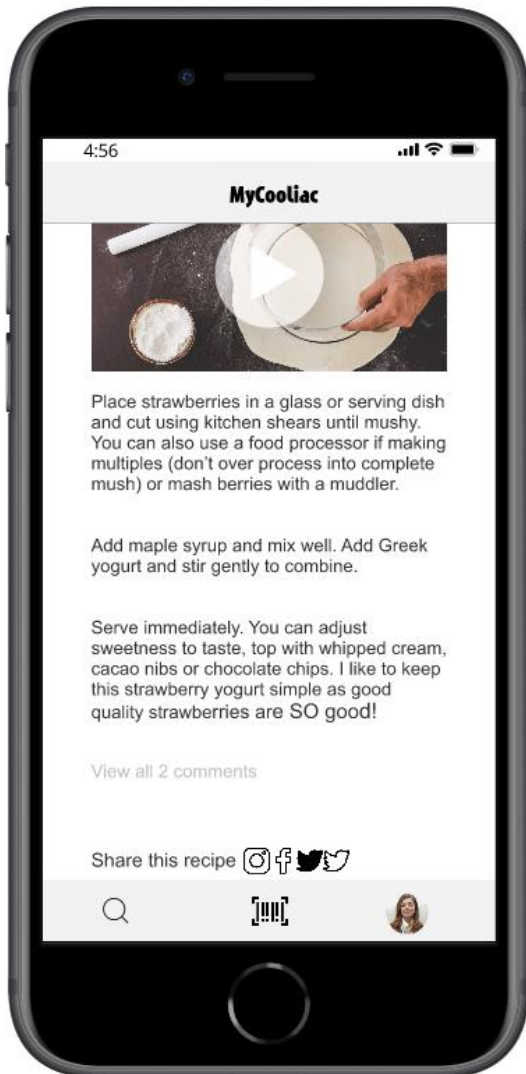 4:56
MyCooliac
Place strawberries in a glass or serving dish
and cut using kitchen shears until mushy.
You can also use a food processor if making
multiples (don’t over process into complete
mush) or mash berries with a muddler.
Add maple syrup and mix well. Add Greek
yogurt and stir gently to combine.
Serve immediately. You can adjust
sweetness to taste, top with whipped cream,
cacao nibs or chocolate chips. I like to keep
this strawberry yogurt simple as good
quality strawberries are SO good!
View all 2 comments
Share this recipe